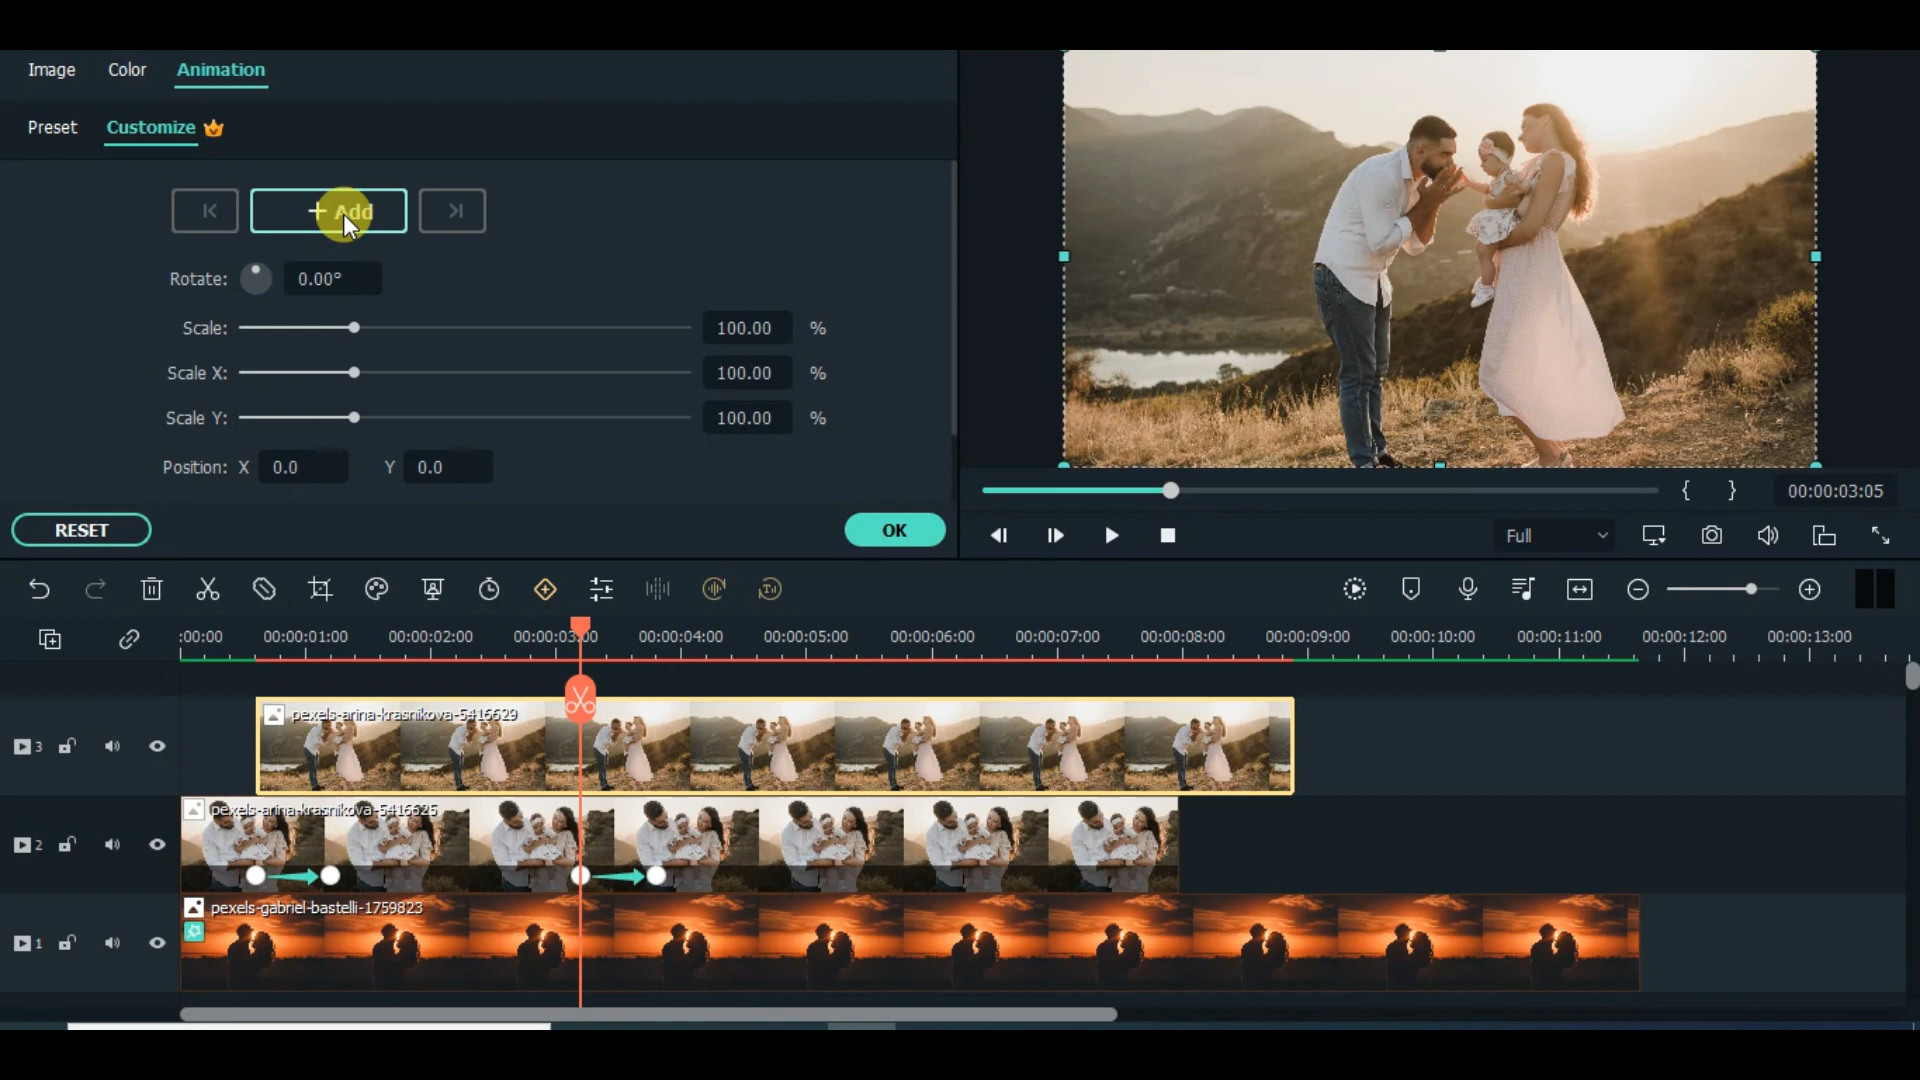 Image Color Animation
Preset Customize
+ Add
Rotate: 0.00°
Scale: 100.00 %
Scale X: 100.00 %
Scale Y: 100.00 %
Position: X 0.0 Y 0.0
RESET OK
{ } 00:00:03:05
Full
:00:00 00:00:01:00 00:00:02:00 00:00:03:00 00:00:04:00 00:00:05:00 00:00:06:00 00:00:07:00 00:00:08:00 00:00:09:00 00:00:10:00 00:00:11:00 00:00:12:00 00:00:13:00
pexels-arina-krasnikova-5416629
3
pexels-arina-krasnikova-5416625
2
pexels-gabriel-bastelli-1759823
1